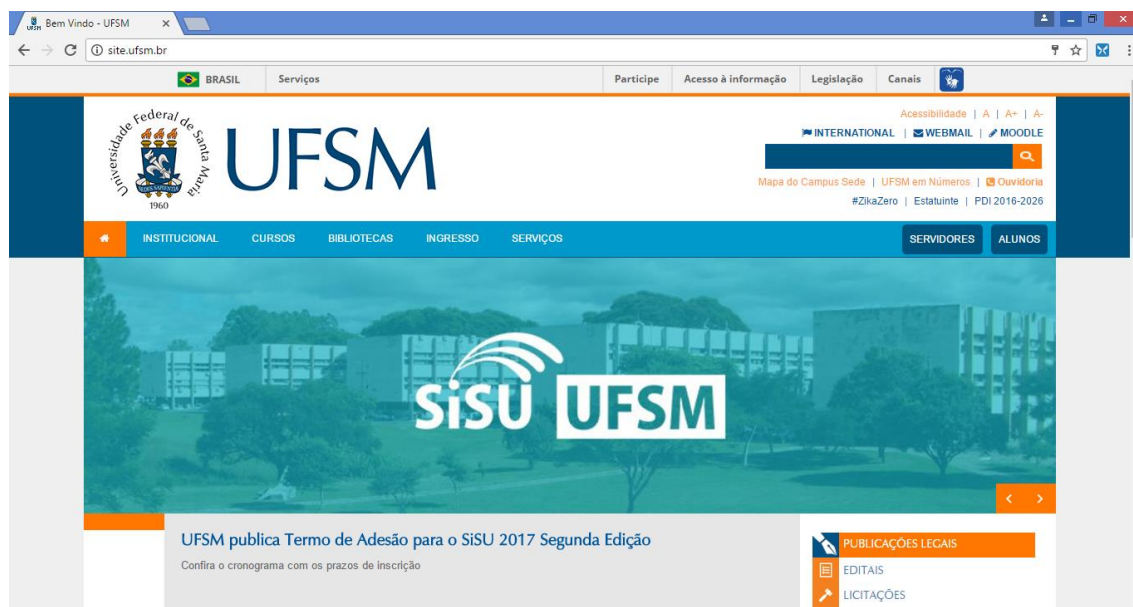 Bem Vindo - UFSM
site.ufsm.br
BRASIL Serviços Participe Acesso à informação Legislação Canais
Acessibilidade | A | A+ | A-
INTERNATIONAL | WEBMAIL | MOODLE
Universidade Federal de Santa Maria
SEDES SAPIENTIAE
1960
UFSM
Mapa do Campus Sede | UFSM em Números | Ouvidoria
#ZikaZero | Estatuinte | PDI 2016-2026
INSTITUCIONAL CURSOS BIBLIOTECAS INGRESSO SERVIÇOS SERVIDORES ALUNOS
SiSU UFSM
UFSM publica Termo de Adesão para o SiSU 2017 Segunda Edição
Confira o cronograma com os prazos de inscrição
PUBLICAÇÕES LEGAIS
EDITAIS
LICITAÇÕES